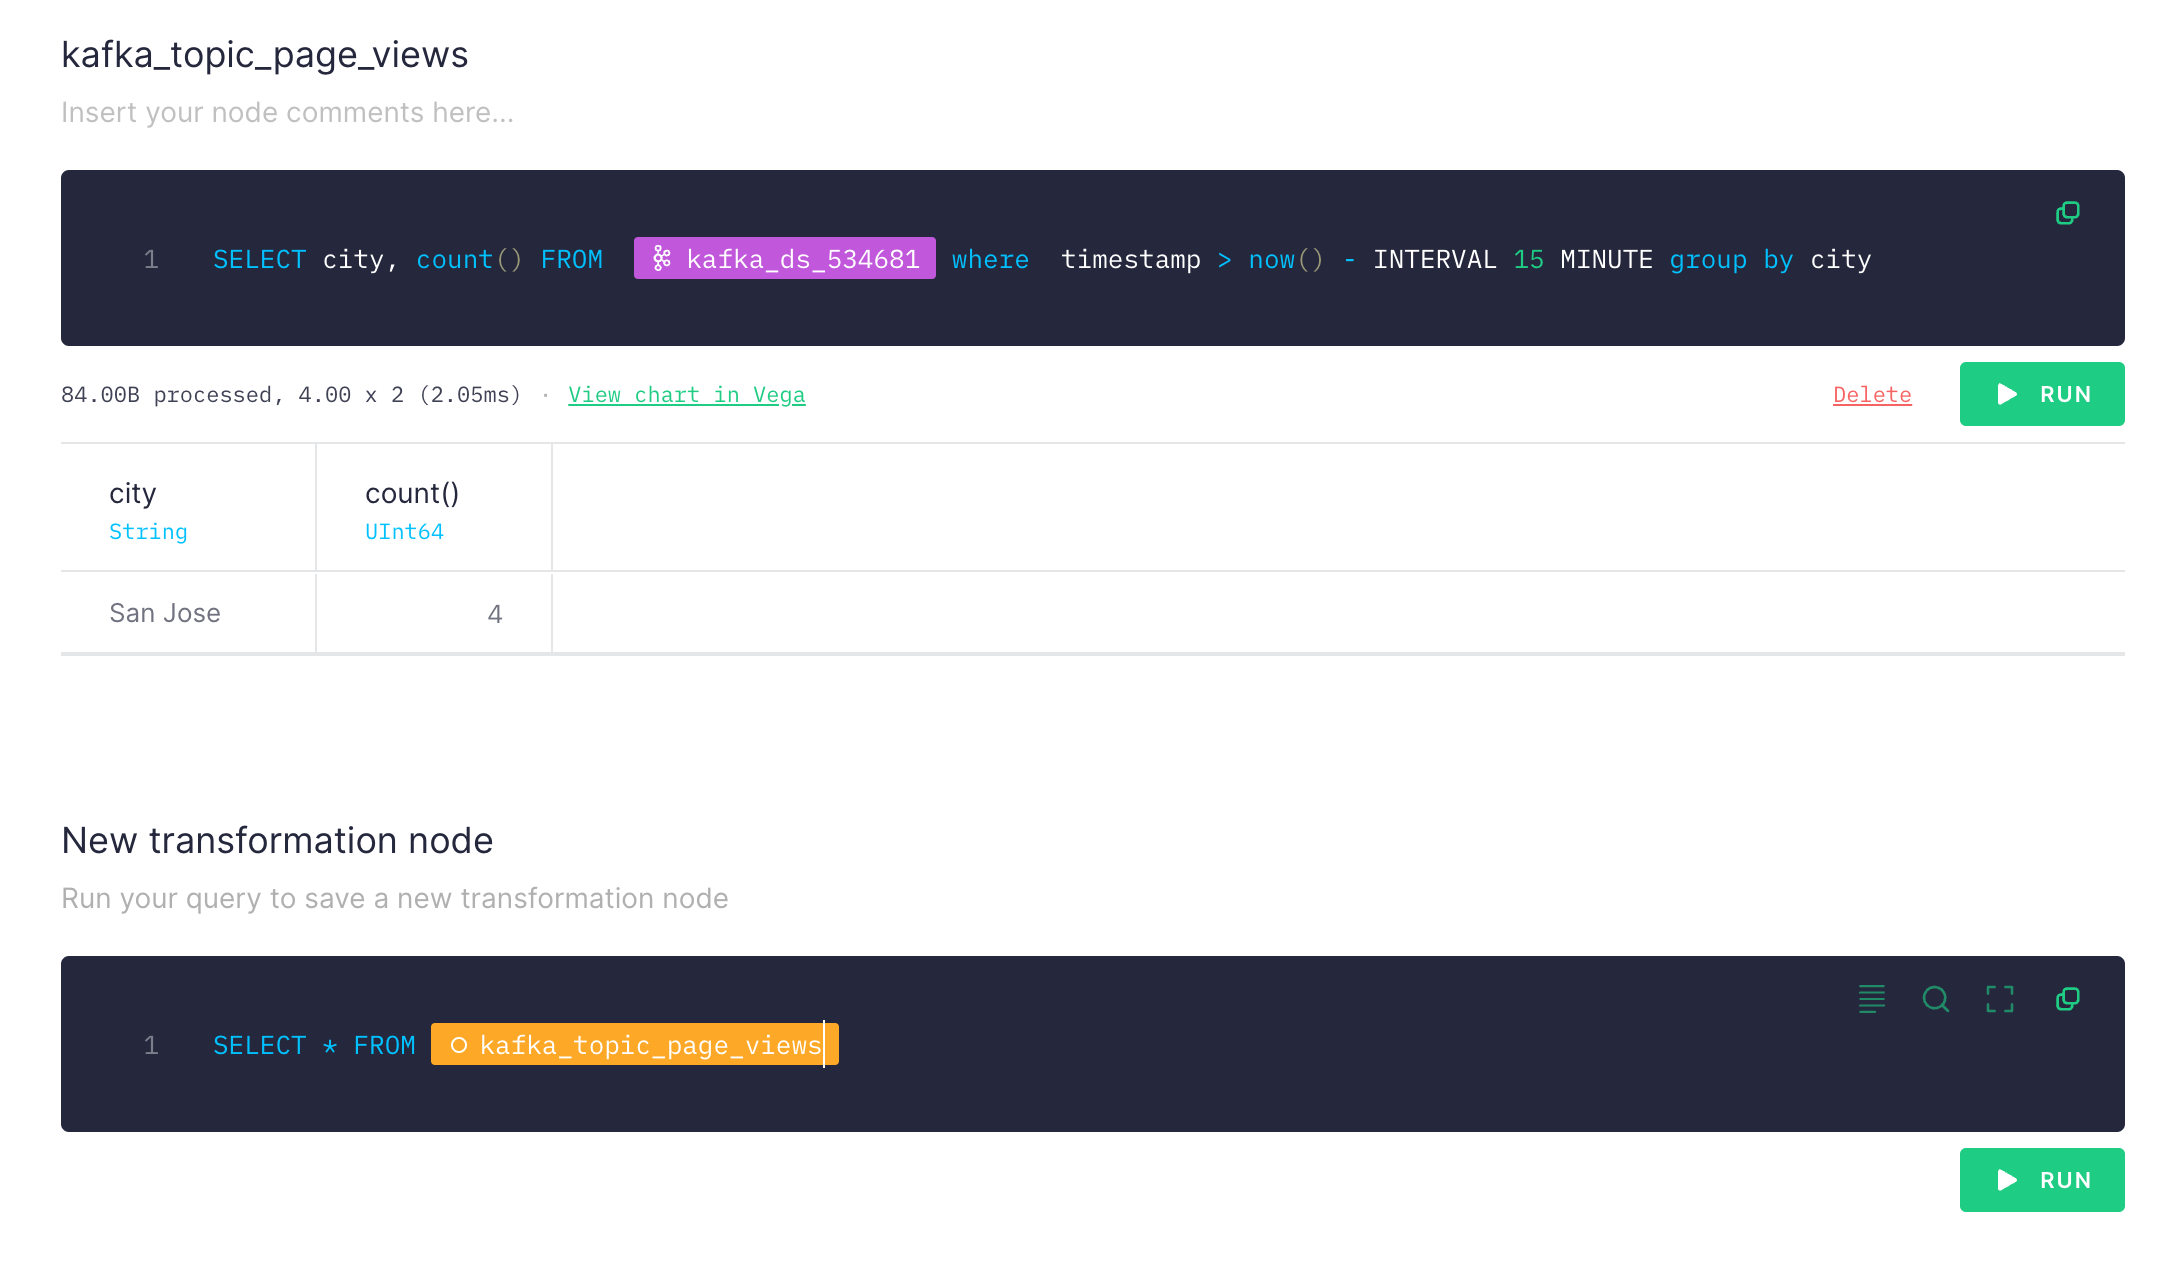 kafka_topic_page_views
Insert your node comments here...
1 SELECT city, count() FROM kafka_ds_534681 where timestamp > now() - INTERVAL 15 MINUTE group by city
84.00B processed, 4.00 x 2 (2.05ms) · View chart in Vega Delete RUN
city count()
String UInt64
San Jose 4
New transformation node
Run your query to save a new transformation node
1 SELECT * FROM kafka_topic_page_views
RUN